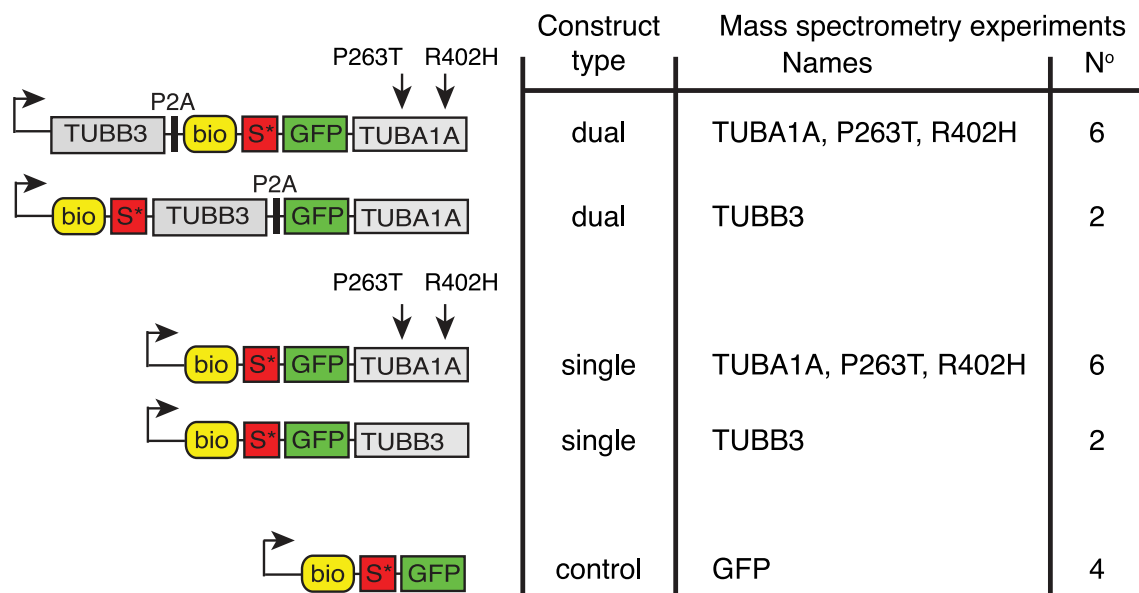 Construct type
Mass spectrometry experiments
Names
Nº
P263T R402H
P2A
TUBB3 bio S* GFP TUBA1A
dual
TUBA1A, P263T, R402H
6
P2A
bio S* TUBB3 GFP TUBA1A
dual
TUBB3
2
P263T R402H
bio S* GFP TUBA1A
single
TUBA1A, P263T, R402H
6
bio S* GFP TUBB3
single
TUBB3
2
bio S* GFP
control
GFP
4